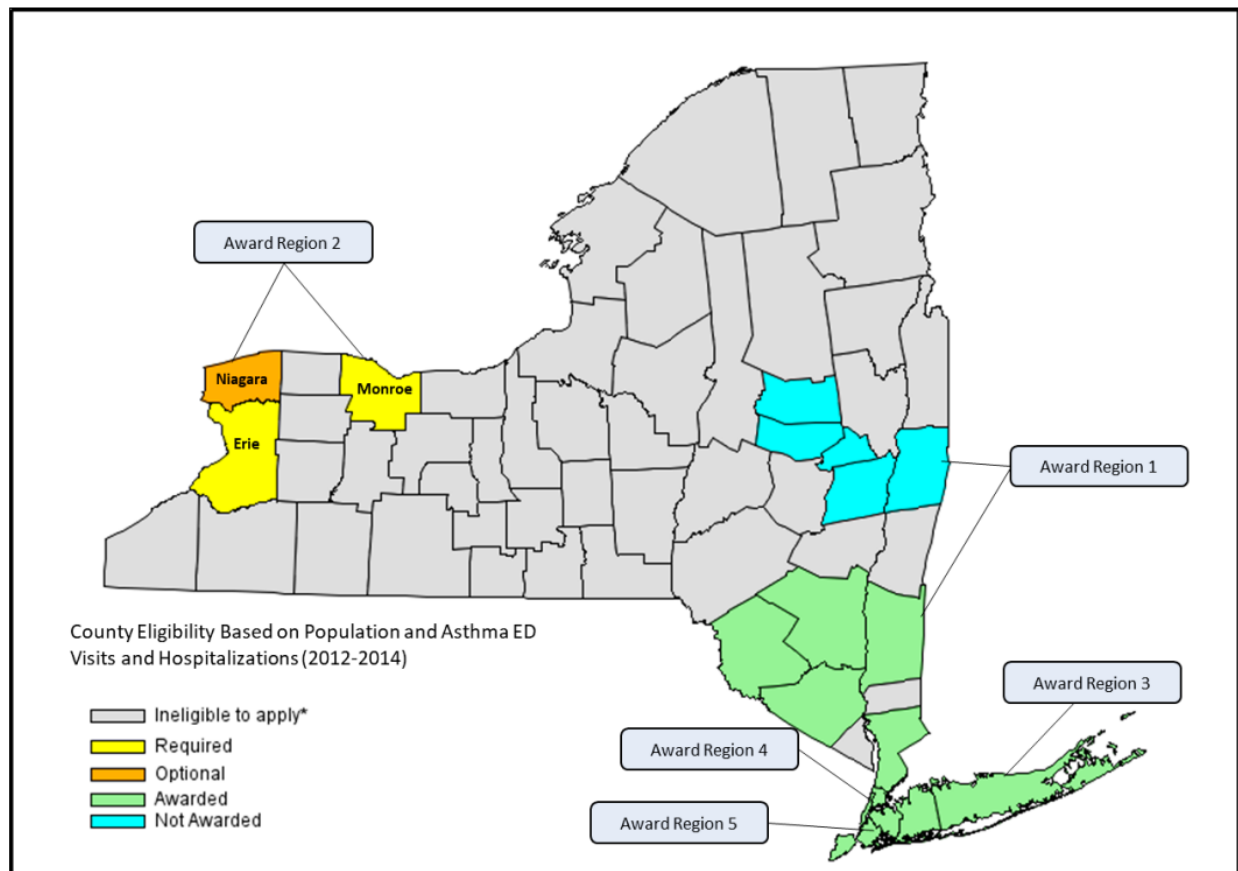 Award Region 2
Niagara
Monroe
Erie
Award Region 1
County Eligibility Based on Population and Asthma ED
Visits and Hospitalizations (2012-2014)
Award Region 3
Ineligible to apply*
Required
Award Region 4
Optional
Awarded
Not Awarded
Award Region 5